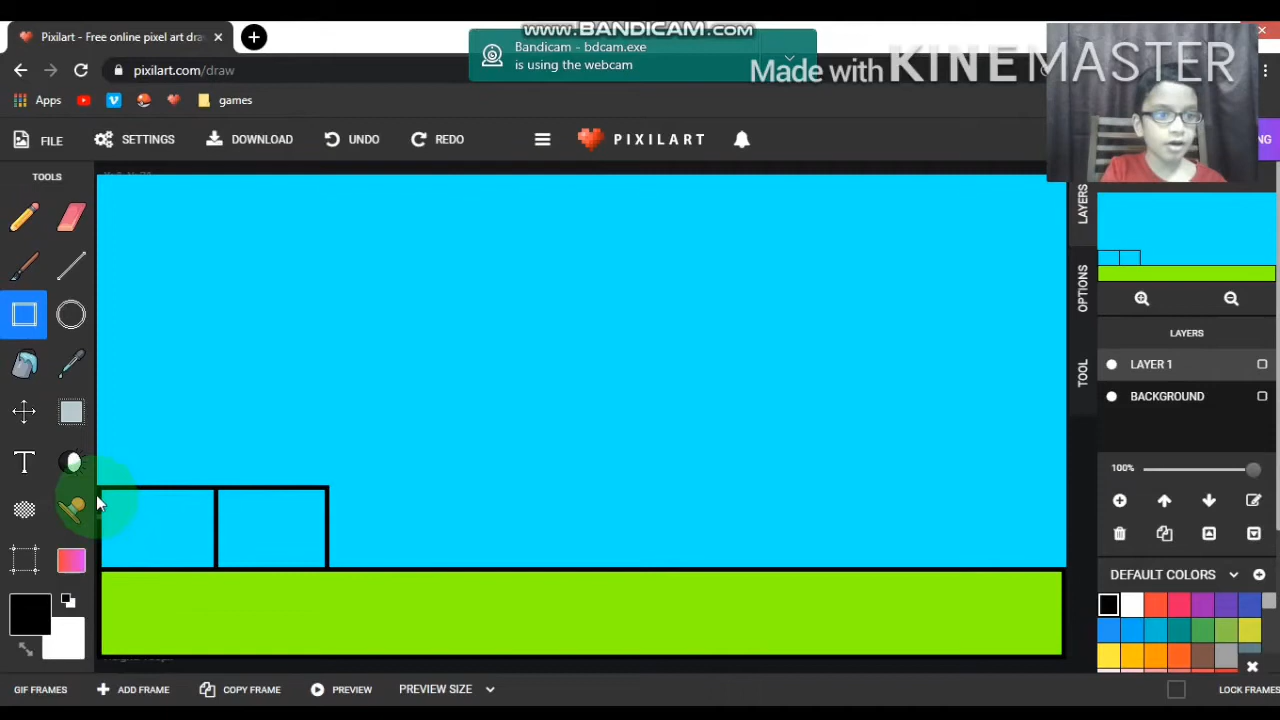 Pixilart - Free online pixel art dra
www.BANDICAM.com
Bandicam - bdcam.exe
is using the webcam
Made with KINEMASTER
pixilart.com/draw
Apps
games
FILE
SETTINGS
DOWNLOAD
UNDO
REDO
PIXILART
NG
TOOLS
LAYERS
OPTIONS
TOOL
LAYERS
LAYER 1
BACKGROUND
100%
DEFAULT COLORS
GIF FRAMES
ADD FRAME
COPY FRAME
PREVIEW
PREVIEW SIZE
LOCK FRAMES